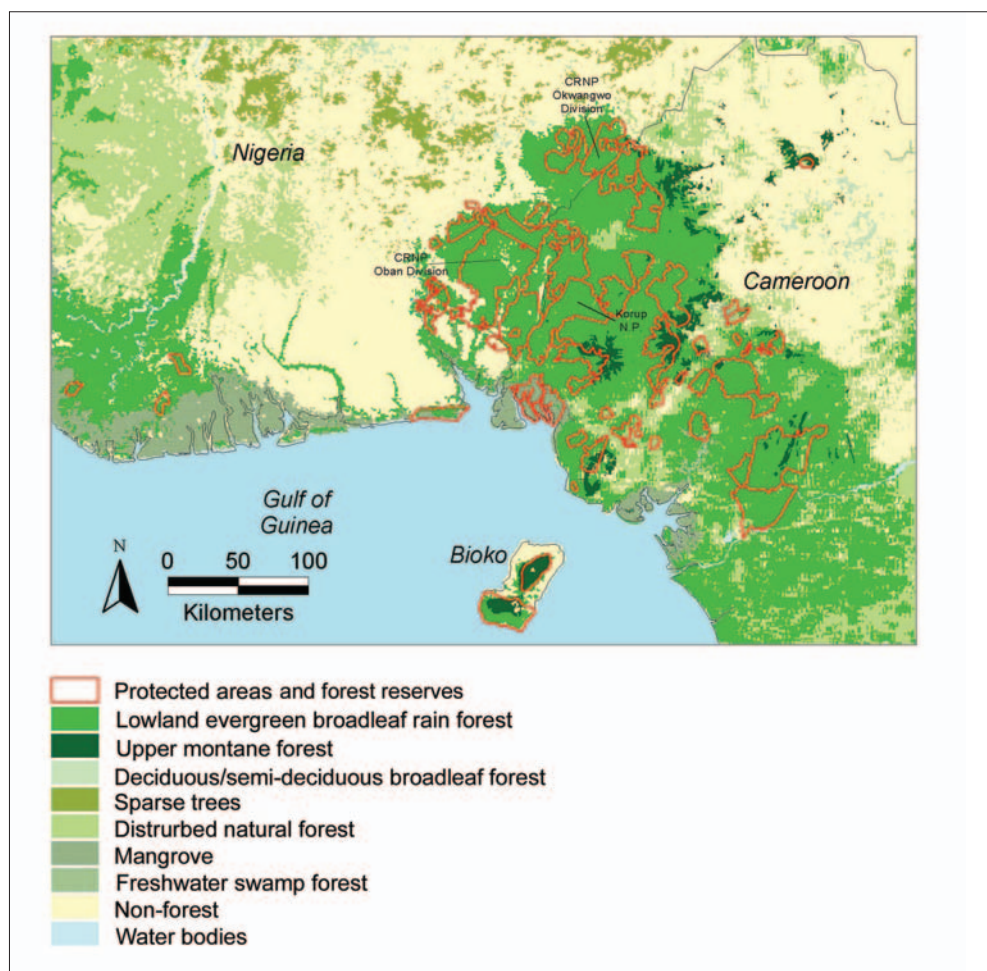 CRNP
Okwangwo
Division
Nigeria
CRNP
Oban Division
Cameroon
Korup
N.P.
Gulf of
Guinea
Bioko
N
0 50 100
Kilometers
Protected areas and forest reserves
Lowland evergreen broadleaf rain forest
Upper montane forest
Deciduous/semi-deciduous broadleaf forest
Sparse trees
Distrurbed natural forest
Mangrove
Freshwater swamp forest
Non-forest
Water bodies